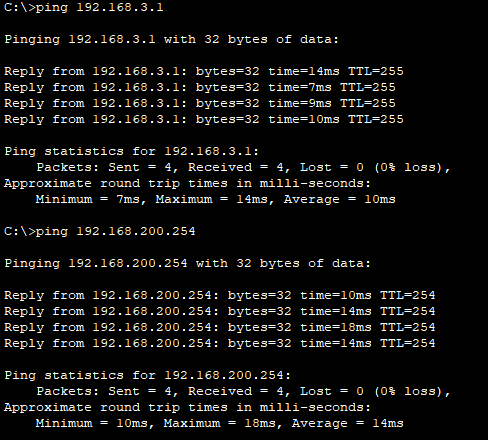 C:\>ping 192.168.3.1
Pinging 192.168.3.1 with 32 bytes of data:
Reply from 192.168.3.1: bytes=32 time=14ms TTL=255
Reply from 192.168.3.1: bytes=32 time=7ms TTL=255
Reply from 192.168.3.1: bytes=32 time=9ms TTL=255
Reply from 192.168.3.1: bytes=32 time=10ms TTL=255
Ping statistics for 192.168.3.1:
    Packets: Sent = 4, Received = 4, Lost = 0 (0% loss),
Approximate round trip times in milli-seconds:
    Minimum = 7ms, Maximum = 14ms, Average = 10ms
C:\>ping 192.168.200.254
Pinging 192.168.200.254 with 32 bytes of data:
Reply from 192.168.200.254: bytes=32 time=10ms TTL=254
Reply from 192.168.200.254: bytes=32 time=14ms TTL=254
Reply from 192.168.200.254: bytes=32 time=18ms TTL=254
Reply from 192.168.200.254: bytes=32 time=14ms TTL=254
Ping statistics for 192.168.200.254:
    Packets: Sent = 4, Received = 4, Lost = 0 (0% loss),
Approximate round trip times in milli-seconds:
    Minimum = 10ms, Maximum = 18ms, Average = 14ms